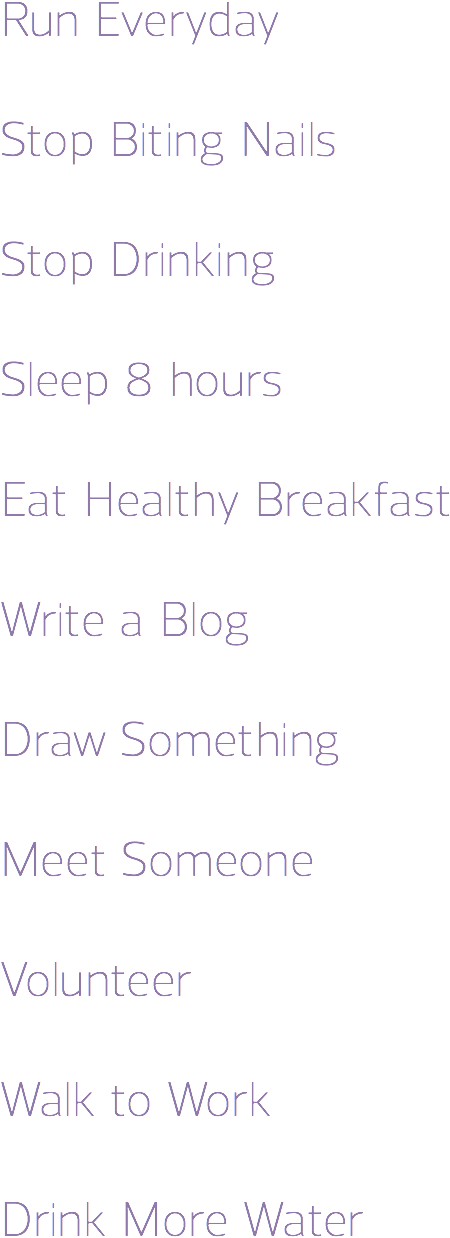 Run Everyday
Stop Biting Nails
Stop Drinking
Sleep 8 hours
Eat Healthy Breakfast
Write a Blog
Draw Something
Meet Someone
Volunteer
Walk to Work
Drink More Water